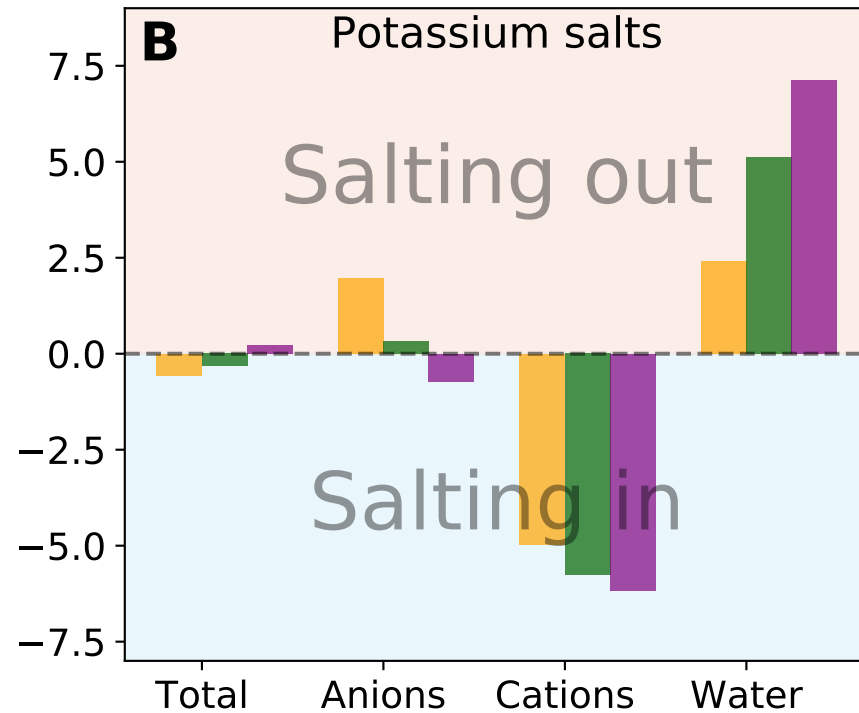 B
Potassium salts
7.5
Salting out
5.0
2.5
0.0
−2.5
Salting in
−5.0
−7.5
Total Anions Cations Water